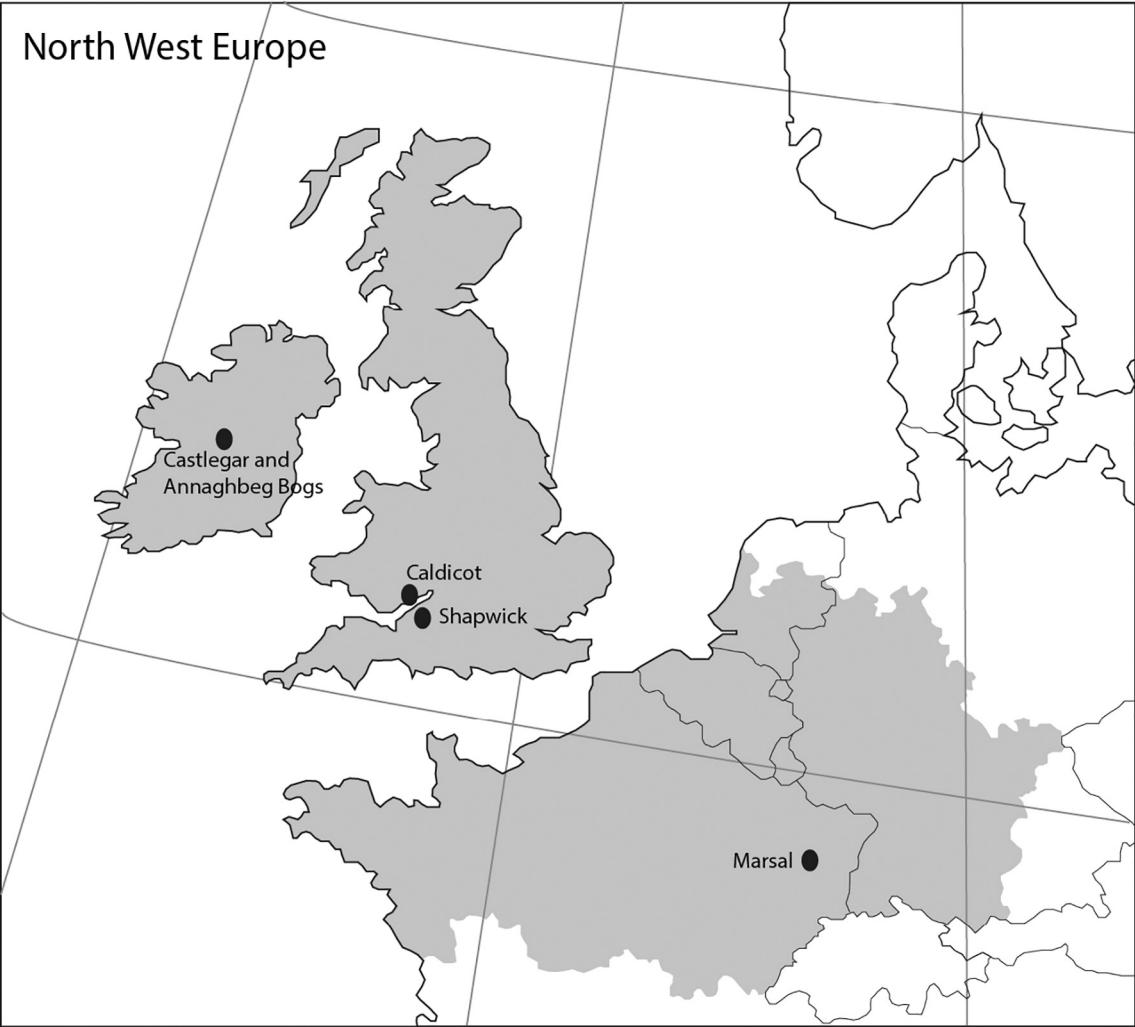 North West Europe
Castlegar and
Annaghbeg Bogs
Caldicot
Shapwick
Marsal